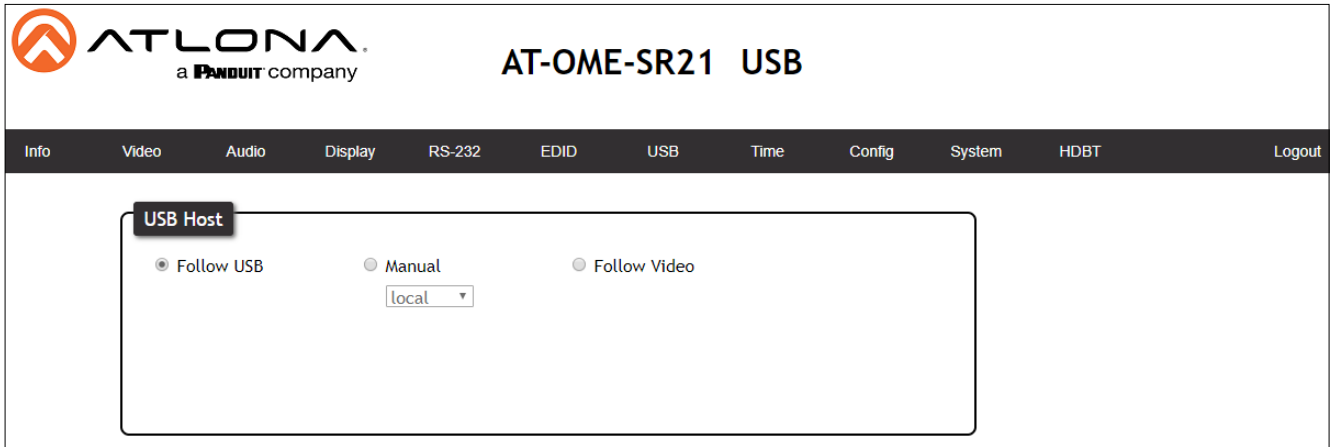 ATLONA.
a PANDUIT company
AT-OME-SR21 USB
Info Video Audio Display RS-232 EDID USB Time Config System HDBT Logout
USB Host
Follow USB Manual Follow Video
local